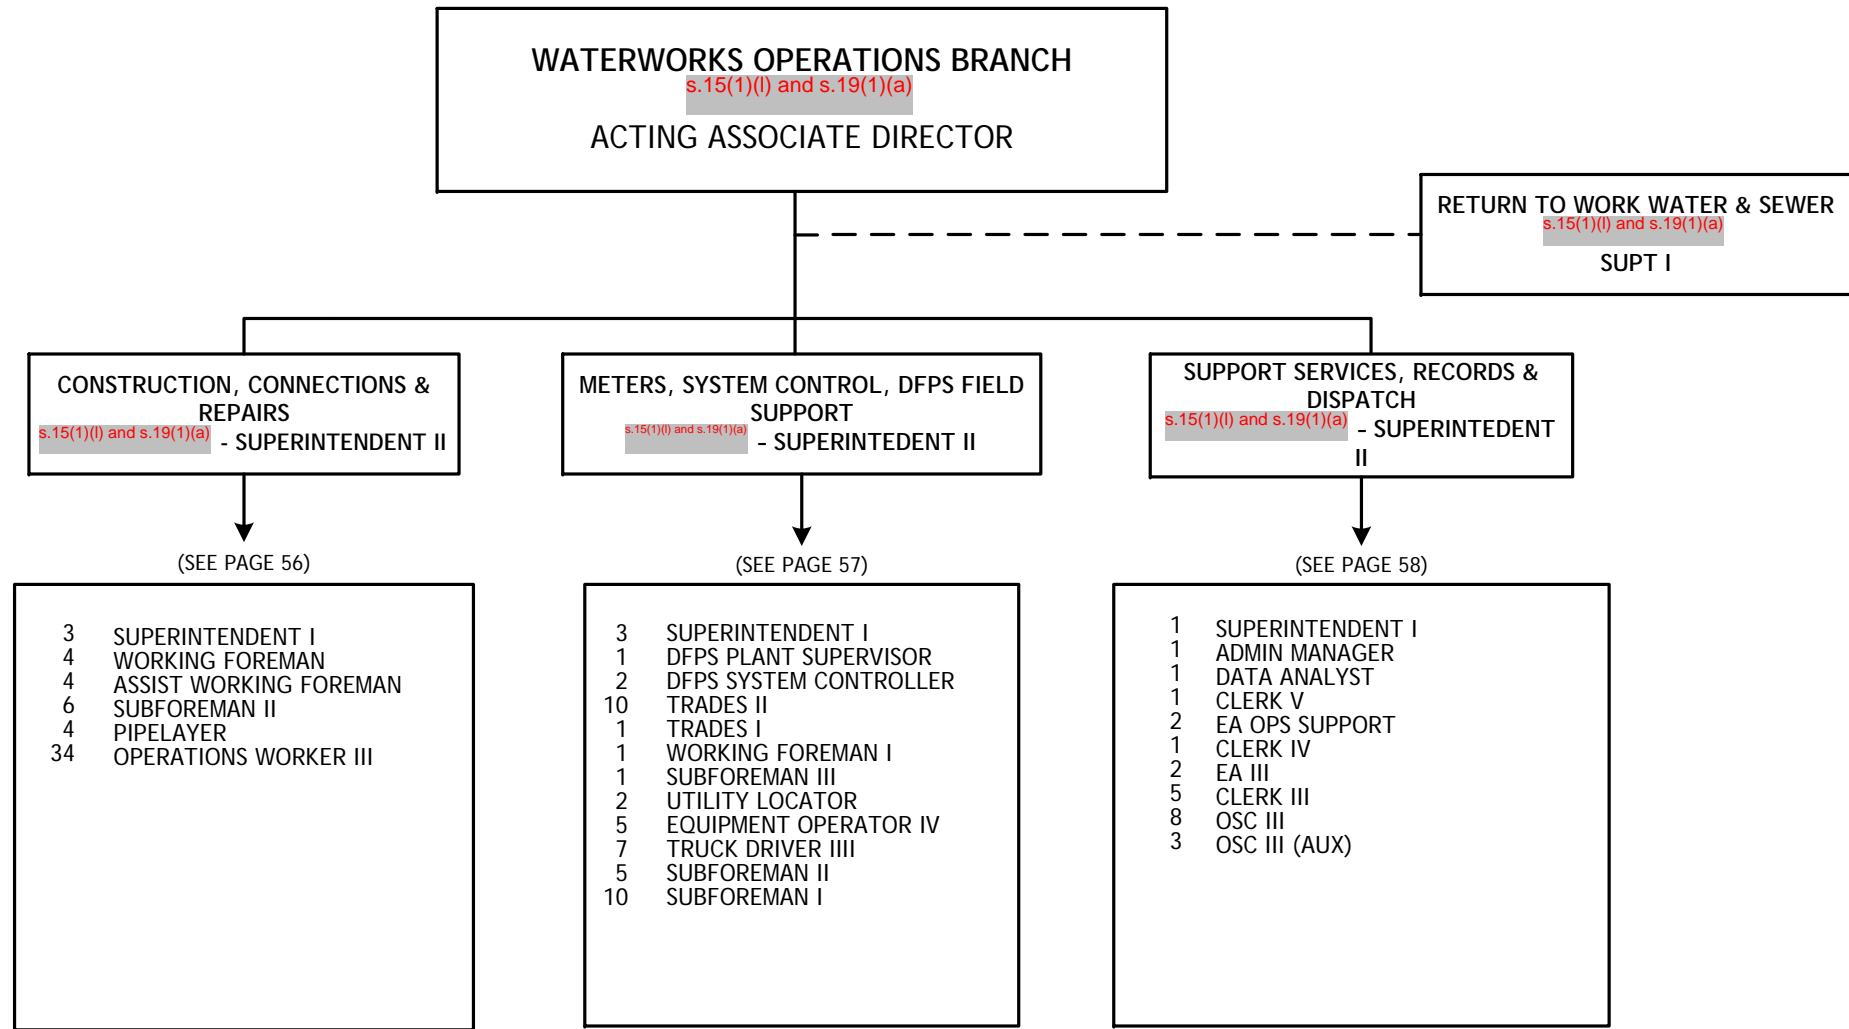 WATERWORKS OPERATIONS BRANCH
s.15(1)(l) and s.19(1)(a)
ACTING ASSOCIATE DIRECTOR
RETURN TO WORK WATER & SEWER
s.15(1)(l) and s.19(1)(a)
SUPT I
CONSTRUCTION, CONNECTIONS &
REPAIRS
s.15(1)(l) and s.19(1)(a) - SUPERINTENDENT II
METERS, SYSTEM CONTROL, DFPS FIELD
SUPPORT
s.15(1)(l) and s.19(1)(a) - SUPERINTEDENT II
SUPPORT SERVICES, RECORDS &
DISPATCH
s.15(1)(l) and s.19(1)(a) - SUPERINTEDENT
II
(SEE PAGE 56)
3 SUPERINTENDENT I
4 WORKING FOREMAN
4 ASSIST WORKING FOREMAN
6 SUBFOREMAN II
4 PIPELAYER
34 OPERATIONS WORKER III
(SEE PAGE 57)
3 SUPERINTENDENT I
1 DFPS PLANT SUPERVISOR
2 DFPS SYSTEM CONTROLLER
10 TRADES II
1 TRADES I
1 WORKING FOREMAN I
1 SUBFOREMAN III
2 UTILITY LOCATOR
5 EQUIPMENT OPERATOR IV
7 TRUCK DRIVER IIII
5 SUBFOREMAN II
10 SUBFOREMAN I
(SEE PAGE 58)
1 SUPERINTENDENT I
1 ADMIN MANAGER
1 DATA ANALYST
1 CLERK V
2 EA OPS SUPPORT
1 CLERK IV
2 EA III
5 CLERK III
8 OSC III
3 OSC III (AUX)